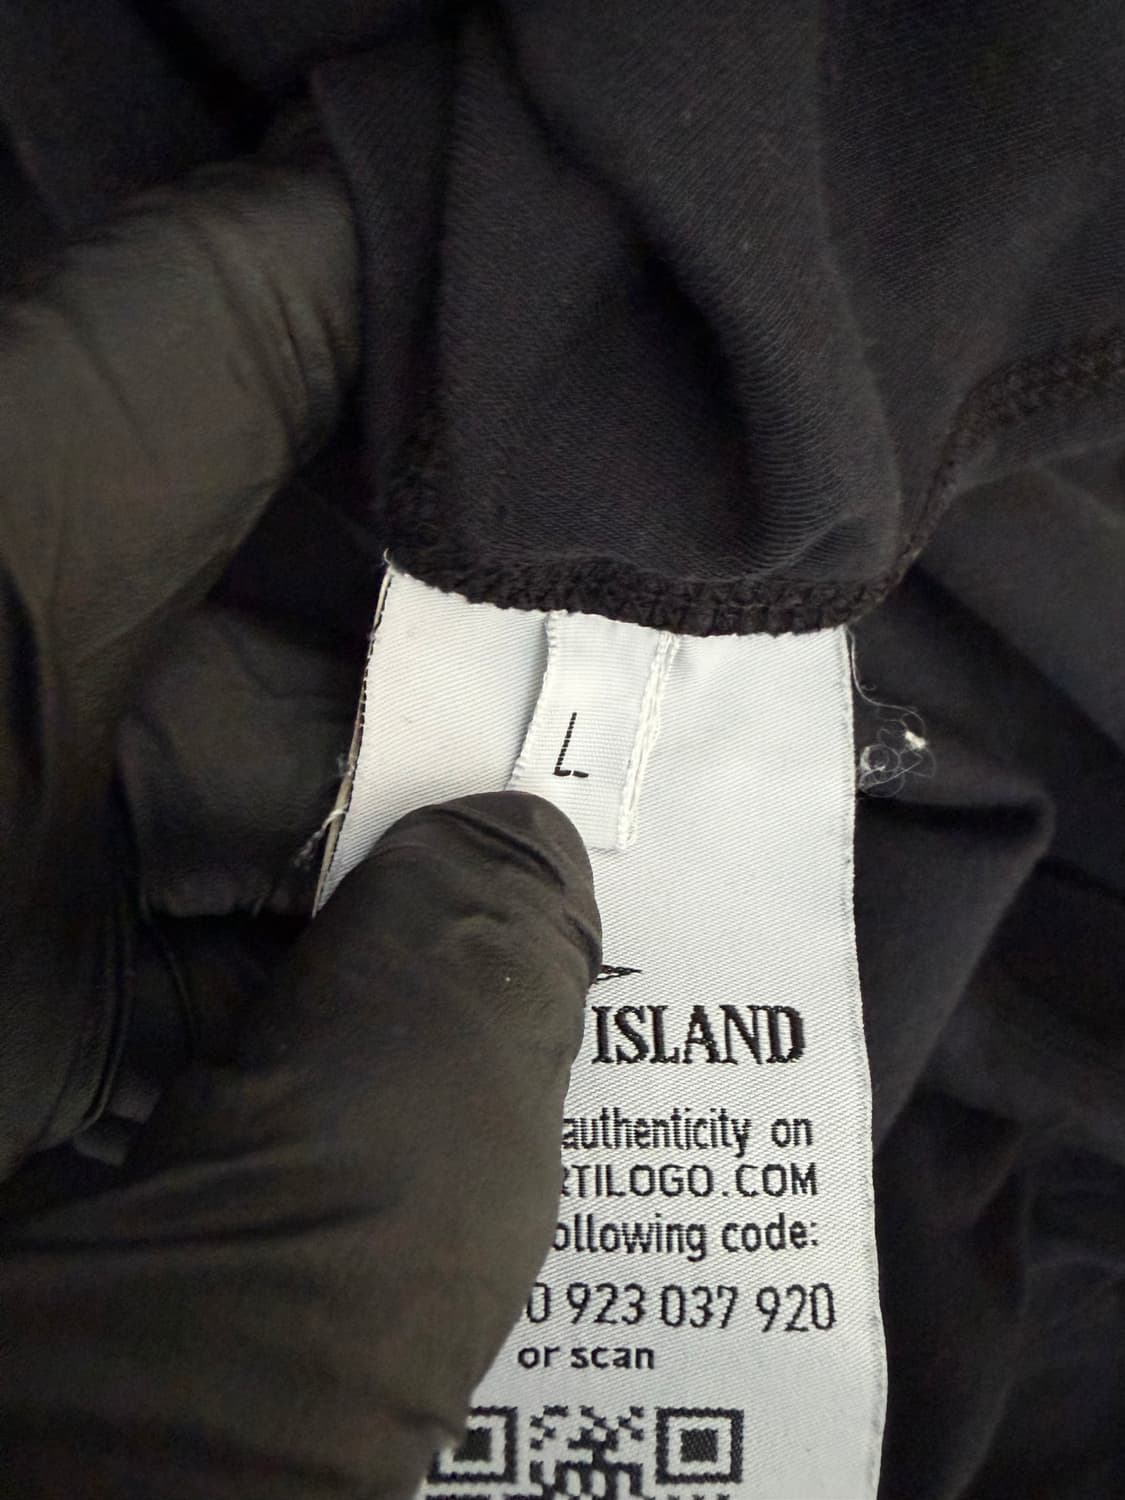 L
ISLAND
authenticity on
RTILOGO.COM
ollowing code:
0 923 037 920
or scan